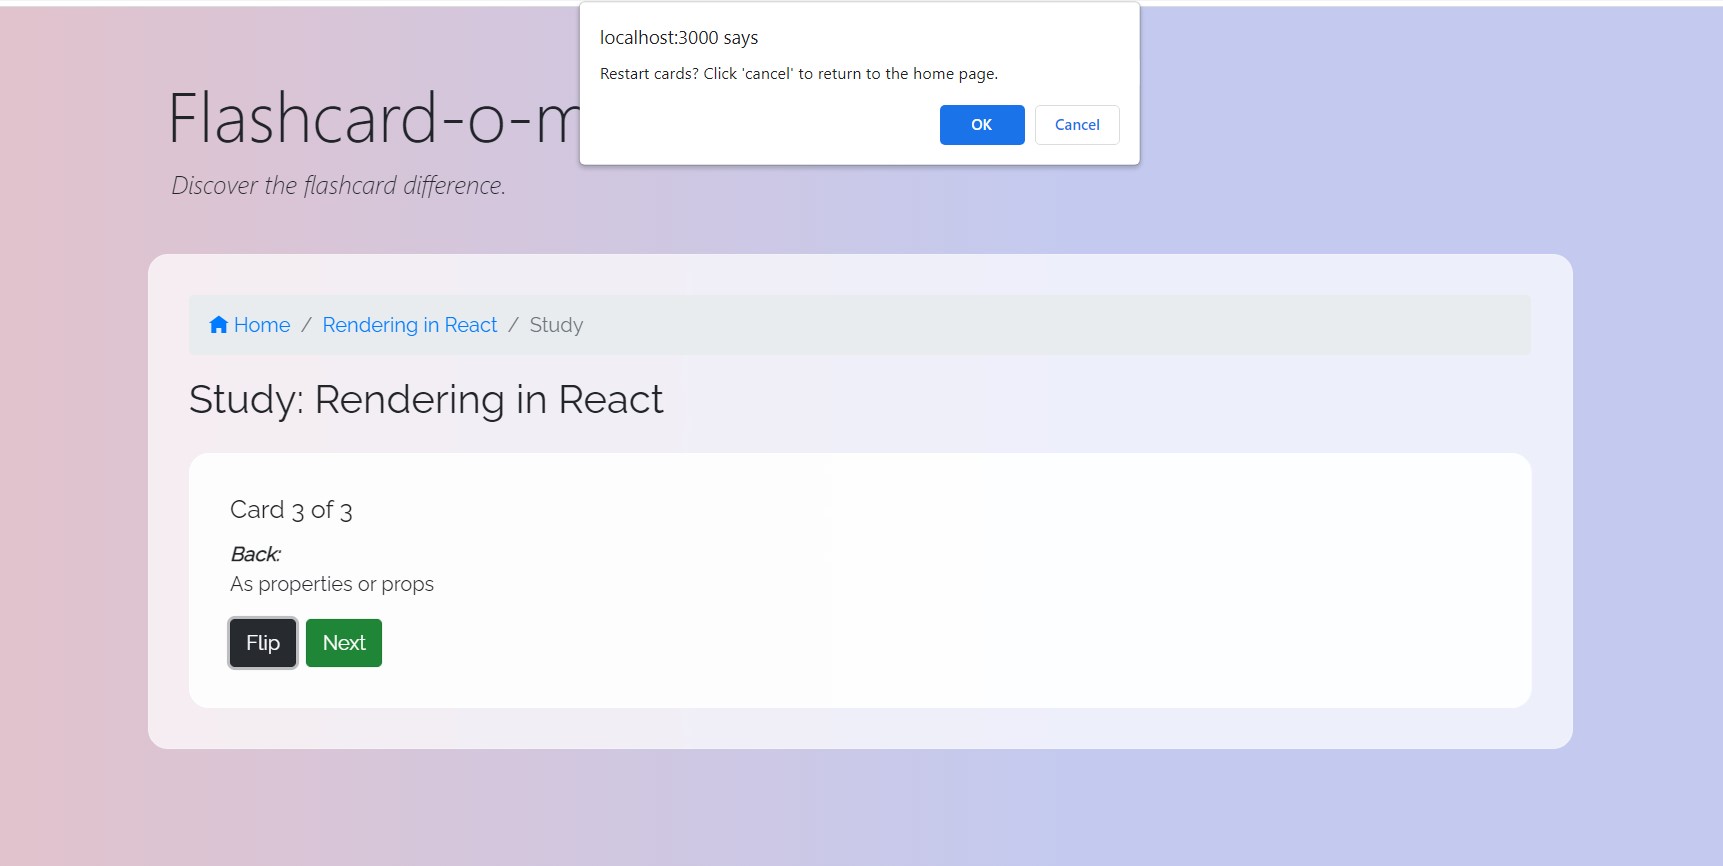 localhost:3000 says
Restart cards? Click 'cancel' to return to the home page.
OK Cancel
Flashcard-o-m
Discover the flashcard difference.
Home / Rendering in React / Study
Study: Rendering in React
Card 3 of 3
Back:
As properties or props
Flip Next